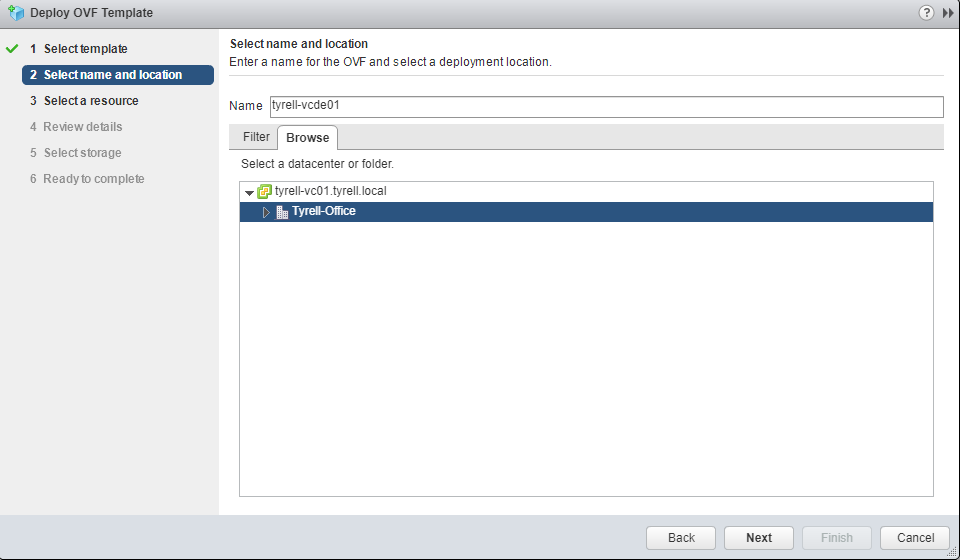 Deploy OVF Template
?
1 Select template
2 Select name and location
3 Select a resource
4 Review details
5 Select storage
6 Ready to complete
Select name and location
Enter a name for the OVF and select a deployment location.
Name tyrell-vcde01
Filter Browse
Select a datacenter or folder.
tyrell-vc01.tyrell.local
Tyrell-Office
Back Next Finish Cancel